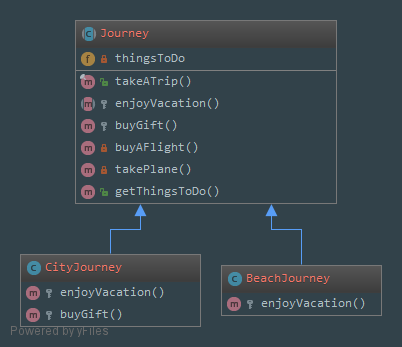 Journey
thingsToDo
takeATrip()
enjoyVacation()
buyGift()
buyAFlight()
takePlane()
getThingsToDo()
CityJourney
enjoyVacation()
buyGift()
BeachJourney
enjoyVacation()
Powered by yFiles